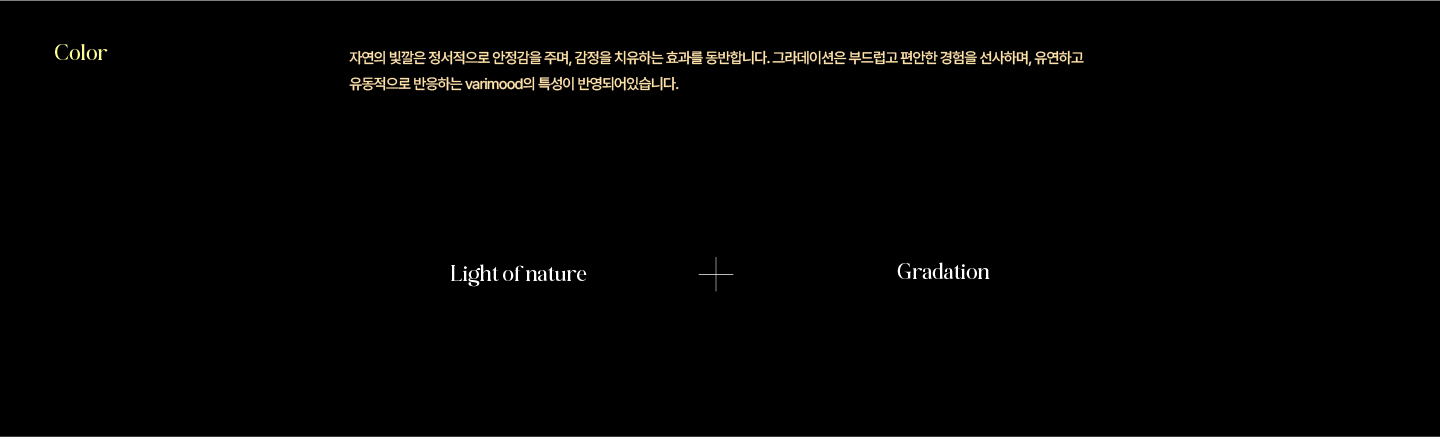 Color
자연의 빛깔은 정서적으로 안정감을 주며, 감정을 치유하는 효과를 동반합니다. 그라데이션은 부드럽고 편안한 경험을 선사하며, 유연하고
유동적으로 반응하는 varimood의 특성이 반영되어있습니다.
Light of nature
Gradation